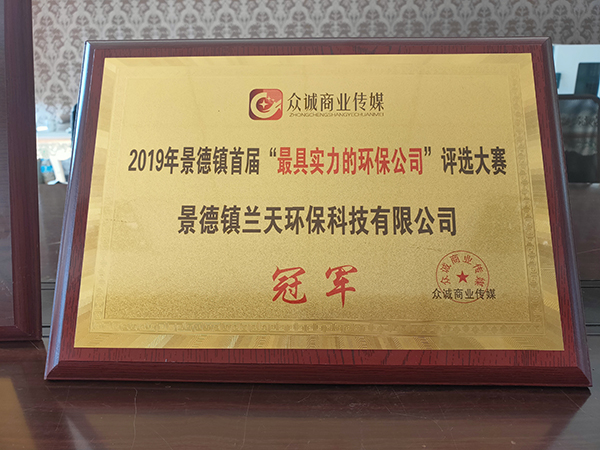 众诚商业传媒
ZHONGCHENGSHANGYECHUANMEI
2019年景德镇首届“最具实力的环保公司”评选大赛
景德镇兰天环保科技有限公司
冠军
众诚商业传媒
众诚商业传媒